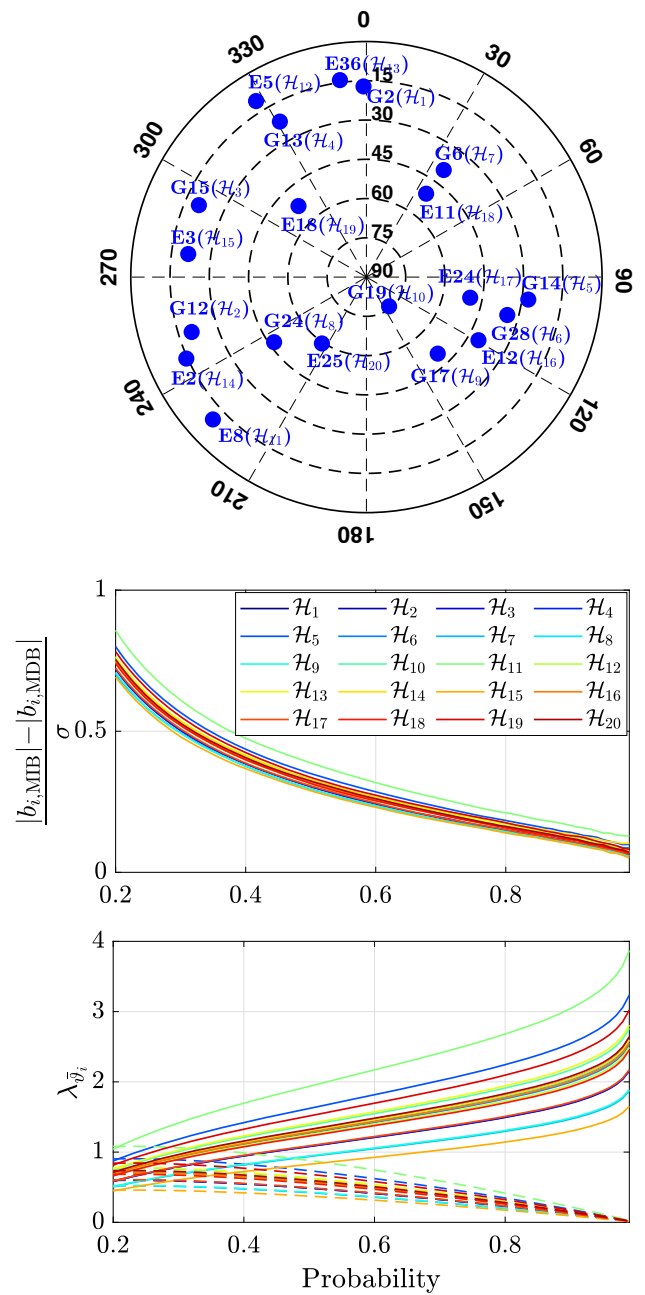 0
330
30
E36(ℋ₁₃)
15
E5(ℋ₁₂)
G2(ℋ₁)
30
G13(ℋ₄)
300
45
G6(ℋ₇)
60
G15(ℋ₃)
60
E18(ℋ₁₉)
E11(ℋ₁₈)
E3(ℋ₁₅)
75
270
90
E24(ℋ₁₇)
G14(ℋ₅)
90
G19(ℋ₁₀)
G12(ℋ₂)
G24(ℋ₈)
G28(ℋ₆)
E25(ℋ₂₀)
E12(ℋ₁₆)
E2(ℋ₁₄)
G17(ℋ₉)
240
120
E8(ℋ₁₁)
210
150
180
1
ℋ₁ ℋ₂ ℋ₃ ℋ₄
ℋ₅ ℋ₆ ℋ₇ ℋ₈
ℋ₉ ℋ₁₀ ℋ₁₁ ℋ₁₂
ℋ₁₃ ℋ₁₄ ℋ₁₅ ℋ₁₆
ℋ₁₇ ℋ₁₈ ℋ₁₉ ℋ₂₀
|b_{i,MIB}|−|b_{i,MDB}|
σ
0.5
0
0.2 0.4 0.6 0.8
4
3
2
λ_{ϑ̄_i}
1
0
0.2 0.4 0.6 0.8
Probability